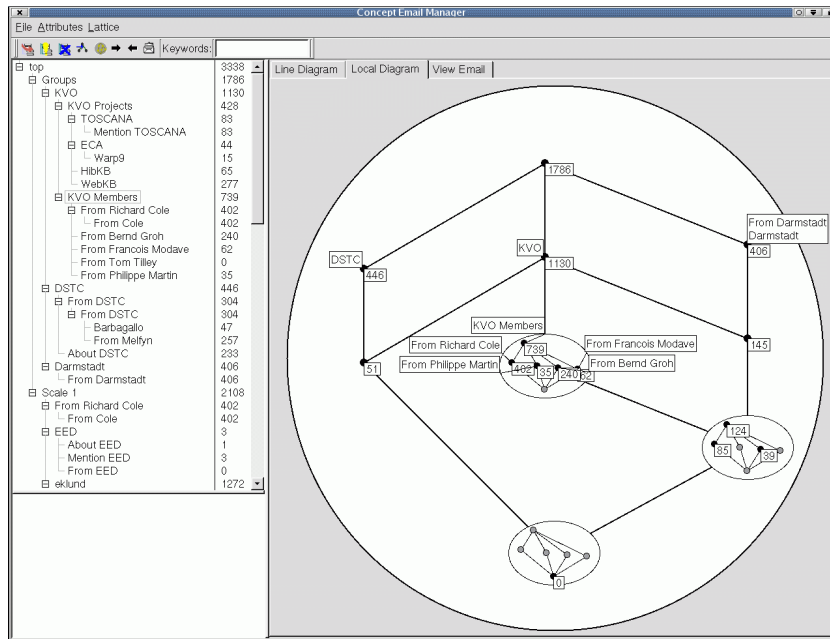 Concept Email Manager
File Attributes Lattice
Keywords:
top 3338
Groups 1786
KVO 1130
KVO Projects 428
TOSCANA 83
Mention TOSCANA 83
ECA 44
Warp9 15
HibKB 65
WebKB 277
KVO Members 739
From Richard Cole 402
From Cole 402
From Bernd Groh 240
From Francois Modave 62
From Tom Tilley 0
From Philippe Martin 35
DSTC 446
From DSTC 304
From DSTC 304
Barbagallo 47
From Melfyn 257
About DSTC 233
Darmstadt 406
From Darmstadt 406
Scale 1 2108
From Richard Cole 402
From Cole 402
EED 3
About EED 1
Mention EED 3
From EED 0
eklund 1272
Line Diagram Local Diagram View Email
1786
From Darmstadt
Darmstadt
406
KVO
1130
DSTC
446
KVO Members
From Richard Cole
From Francois Modave
739
145
From Philippe Martin
From Bernd Groh
51
402
35
240
62
124
85
39
0